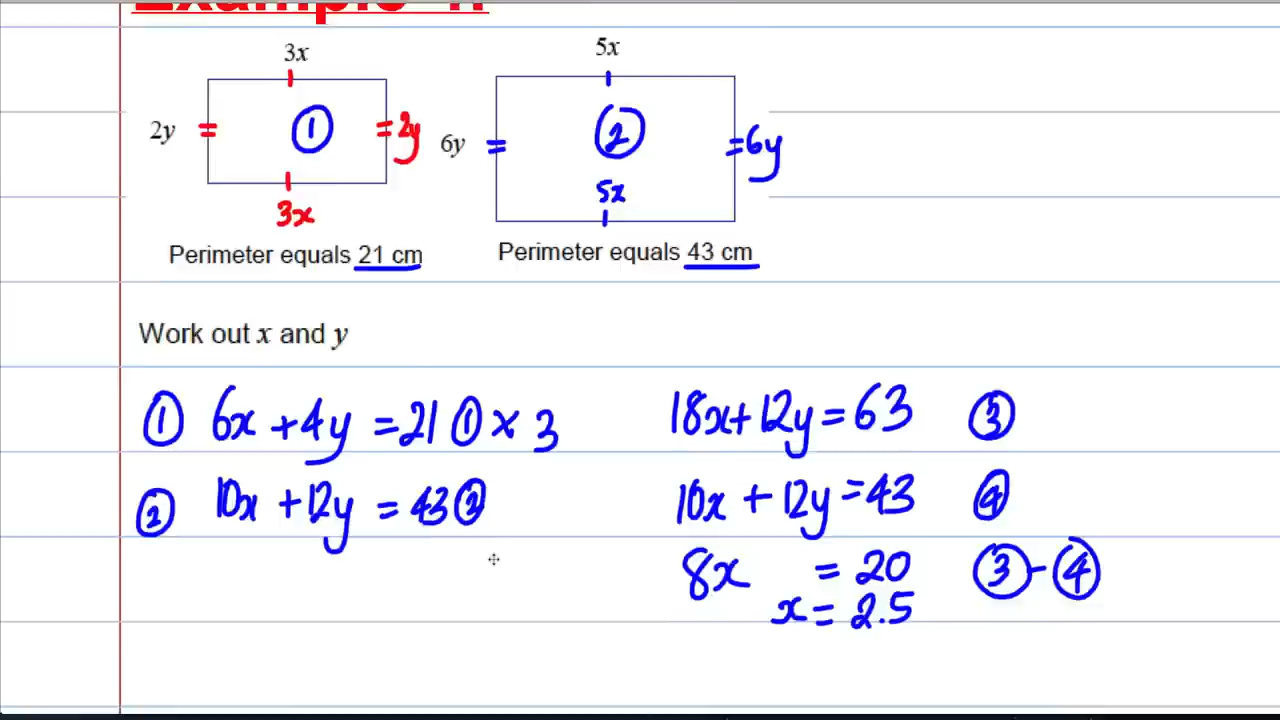 3x 5x
2y = ① = 2y 6y = ② = 6y
3x 5x
Perimeter equals 21 cm Perimeter equals 43 cm
Work out x and y
① 6x + 4y = 21 ① × 3 18x + 12y = 63 ③
② 10x + 12y = 43 ② 10x + 12y = 43 ④
8x = 20 ③ - ④
x = 2.5